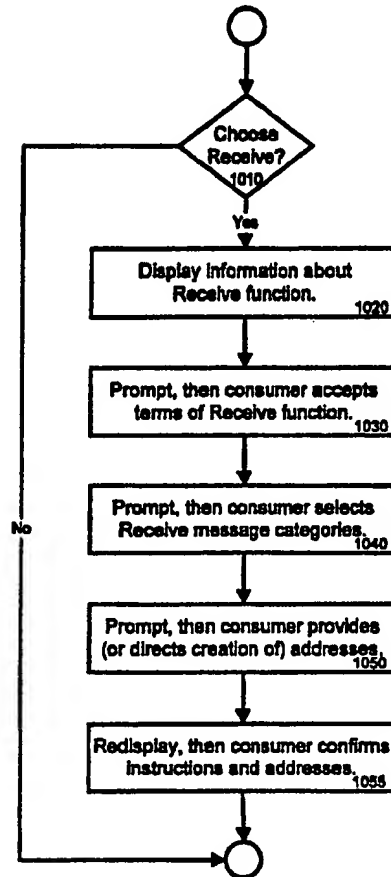 Choose
Receive?
1010
Yes
Display information about
Receive function.
1020
Prompt, then consumer accepts
terms of Receive function.
1030
Prompt, then consumer selects
Receive message categories.
1040
No
Prompt, then consumer provides
(or directs creation of) addresses.
1050
Redisplay, then consumer confirms
instructions and addresses.
1055